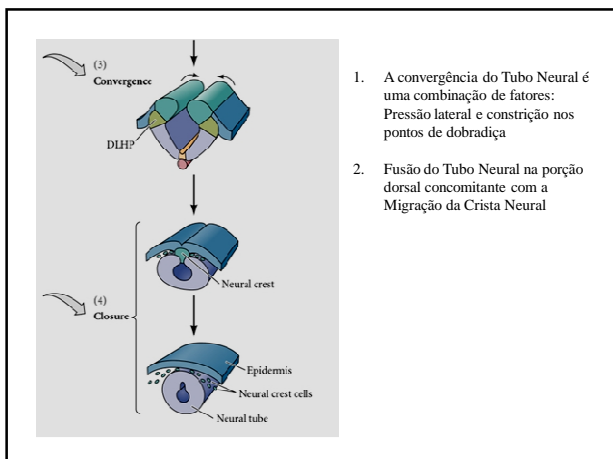 (3)
Convergence
DLHP
Neural crest
(4)
Closure
Epidermis
Neural crest cells
Neural tube
1. A convergência do Tubo Neural é
uma combinação de fatores:
Pressão lateral e constrição nos
pontos de dobradiça
2. Fusão do Tubo Neural na porção
dorsal concomitante com a
Migração da Crista Neural